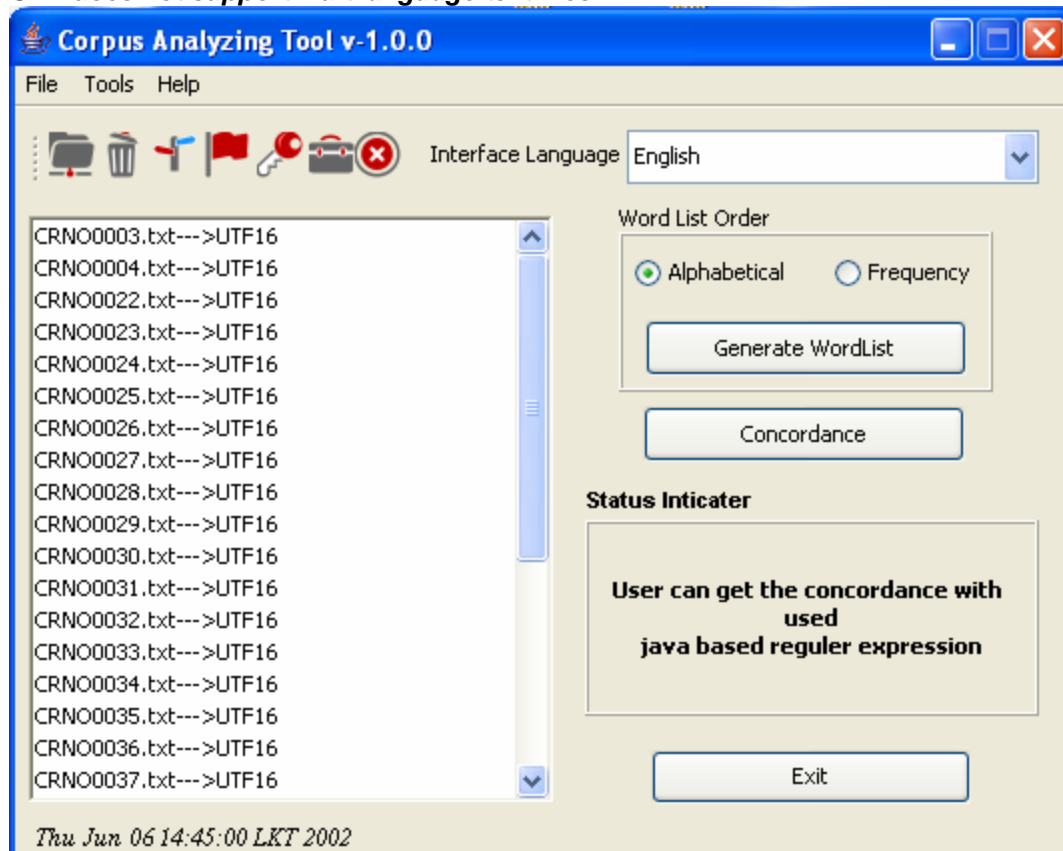 Corpus Analyzing Tool v-1.0.0
File Tools Help
Interface Language English
CRNO0003.txt--->UTF16
CRNO0004.txt--->UTF16
CRNO0022.txt--->UTF16
CRNO0023.txt--->UTF16
CRNO0024.txt--->UTF16
CRNO0025.txt--->UTF16
CRNO0026.txt--->UTF16
CRNO0027.txt--->UTF16
CRNO0028.txt--->UTF16
CRNO0029.txt--->UTF16
CRNO0030.txt--->UTF16
CRNO0031.txt--->UTF16
CRNO0032.txt--->UTF16
CRNO0033.txt--->UTF16
CRNO0034.txt--->UTF16
CRNO0035.txt--->UTF16
CRNO0036.txt--->UTF16
CRNO0037.txt--->UTF16
Word List Order
Alphabetical Frequency
Generate WordList
Concordance
Status Inticater
User can get the concordance with
used
java based reguler expression
Exit
Thu Jun 06 14:45:00 LKT 2002